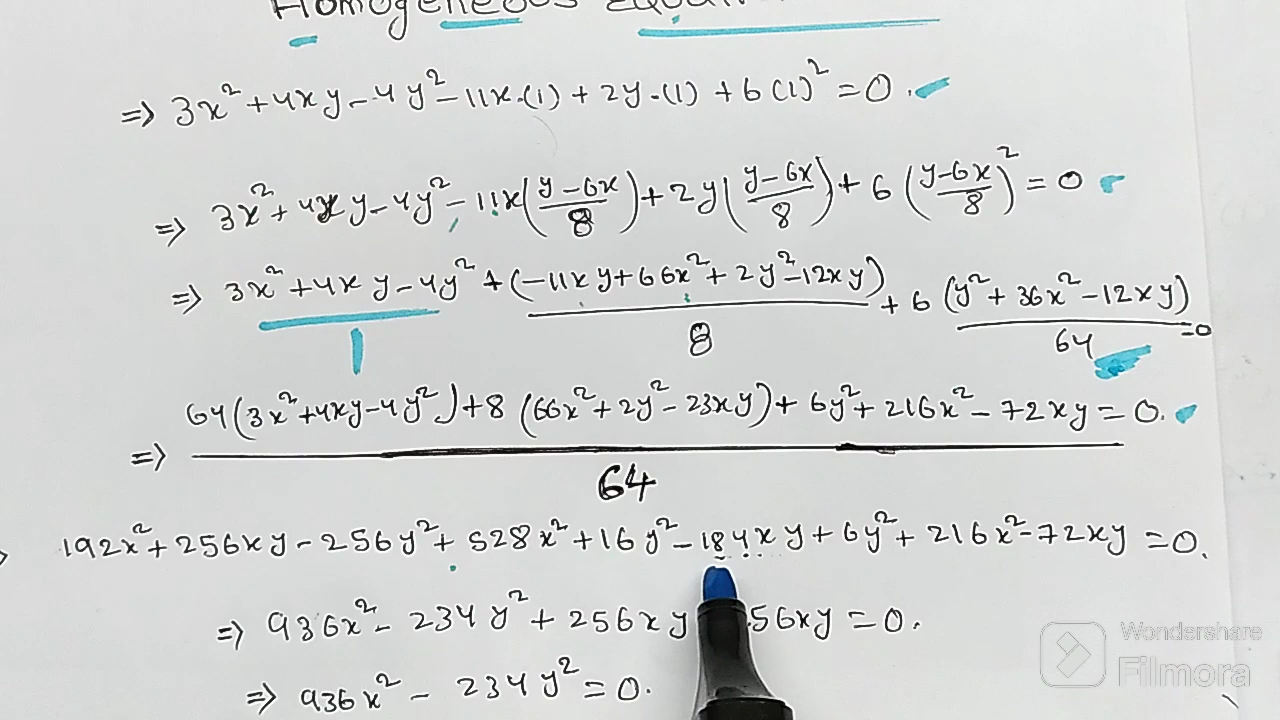 Homogeneous
⇒ 3x² + 4xy - 4y² - 11x·(1) + 2y·(1) + 6(1)² = 0.
⇒ 3x² + 4xy - 4y² - 11x((y-6x)/8) + 2y((y-6x)/8) + 6((y-6x)/8)² = 0
⇒ (3x² + 4xy - 4y²)/1 + (-11xy + 66x² + 2y² - 12xy)/8 + 6(y² + 36x² - 12xy)/64 = 0
⇒ (64(3x² + 4xy - 4y²) + 8(66x² + 2y² - 23xy) + 6y² + 216x² - 72xy = 0.)/64
192x² + 256xy - 256y² + 528x² + 16y² - 184xy + 6y² + 216x² - 72xy = 0.
⇒ 936x² - 234y² + 256xy 56xy = 0.
⇒ 936x² - 234y² = 0.
Wondershare
Filmora